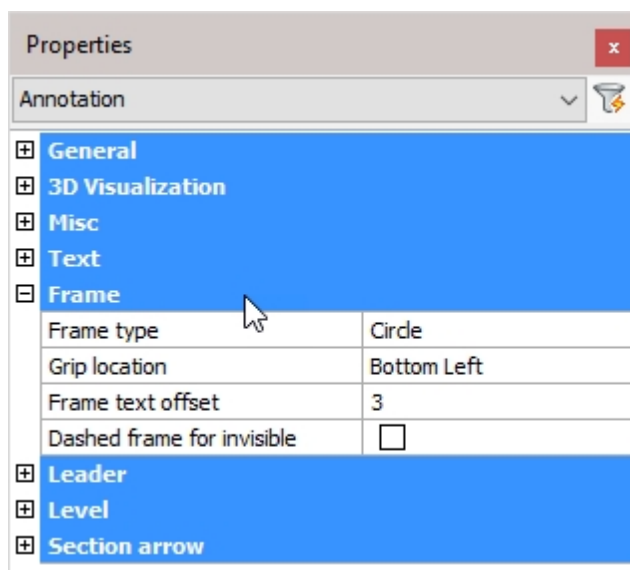 Properties
x
Annotation
General
3D Visualization
Misc
Text
Frame
Frame type Circle
Grip location Bottom Left
Frame text offset 3
Dashed frame for invisible
Leader
Level
Section arrow